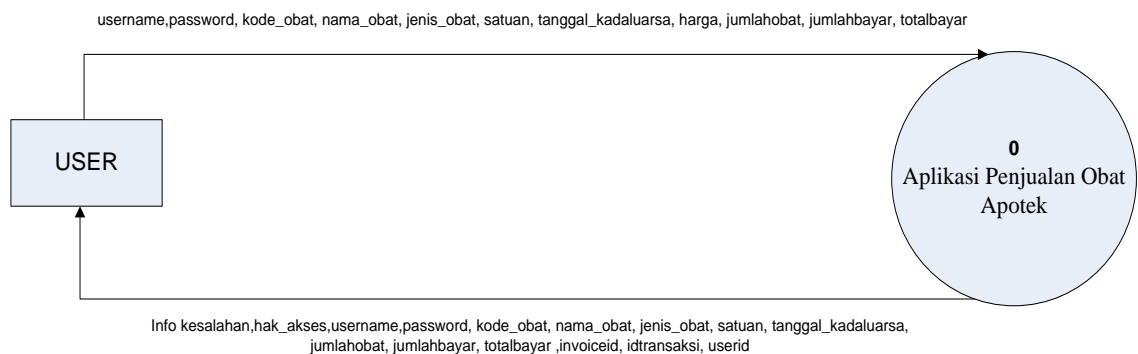 username,password, kode_obat, nama_obat, jenis_obat, satuan, tanggal_kadaluarsa, harga, jumlahobat, jumlahbayar, totalbayar
USER
0
Aplikasi Penjualan Obat
Apotek
Info kesalahan,hak_akses,username,password, kode_obat, nama_obat, jenis_obat, satuan, tanggal_kadaluarsa,
jumlahobat, jumlahbayar, totalbayar ,invoiceid, idtransaksi, userid